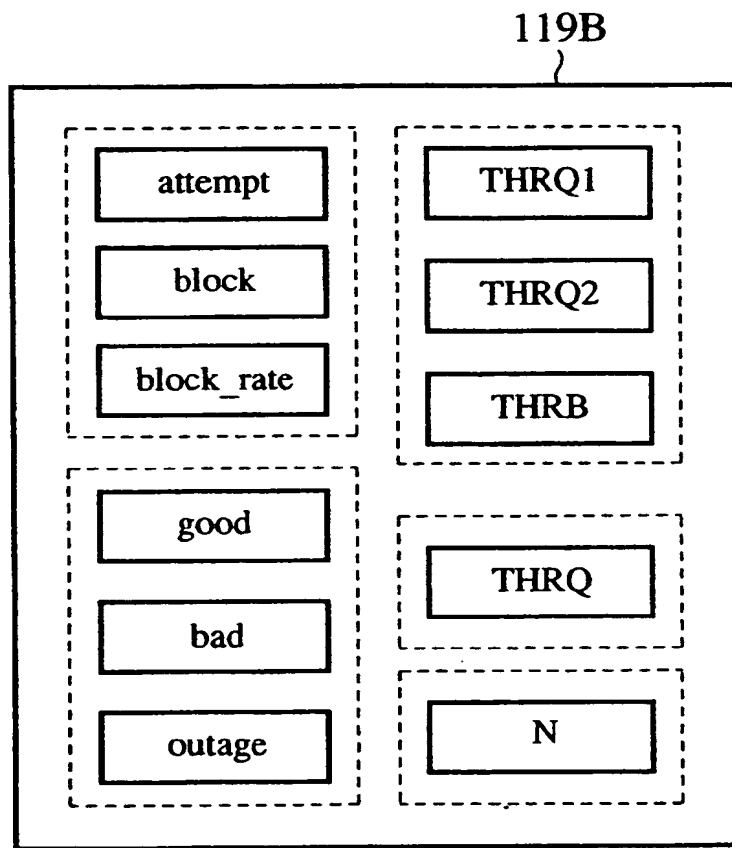 119B
attempt
block
block_rate
good
bad
outage
THRQ1
THRQ2
THRB
THRQ
N